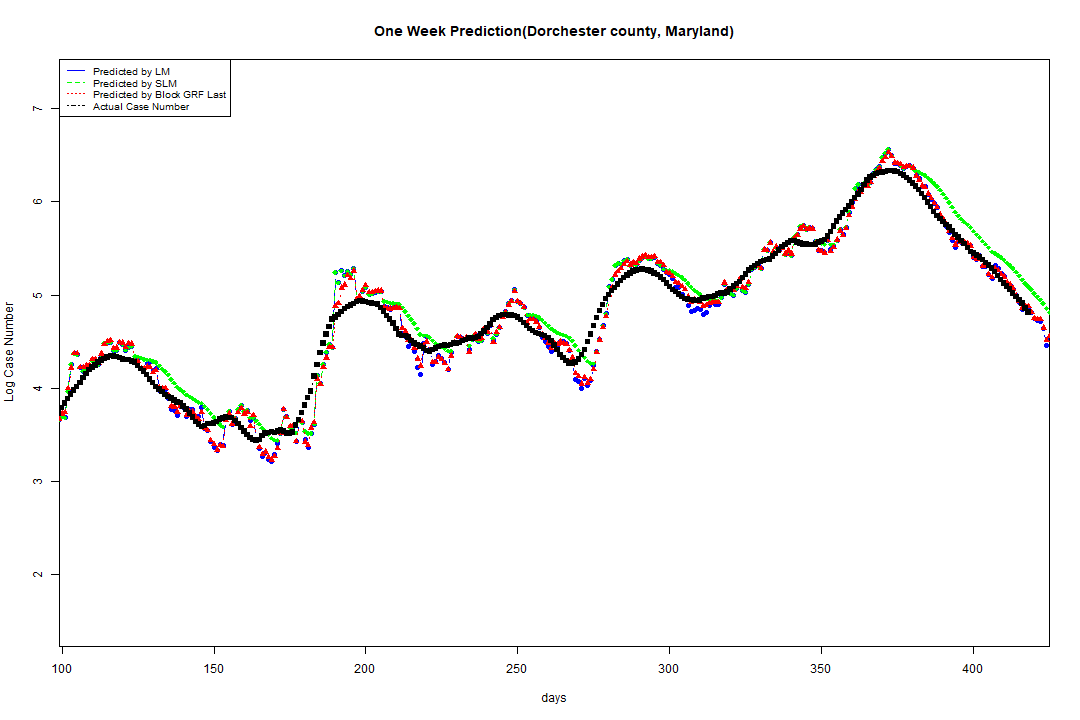 One Week Prediction(Dorchester county, Maryland)
Predicted by LM
Predicted by SLM
Predicted by Block GRF Last
Actual Case Number
7
6
5
4
3
2
Log Case Number
100 150 200 250 300 350 400
days